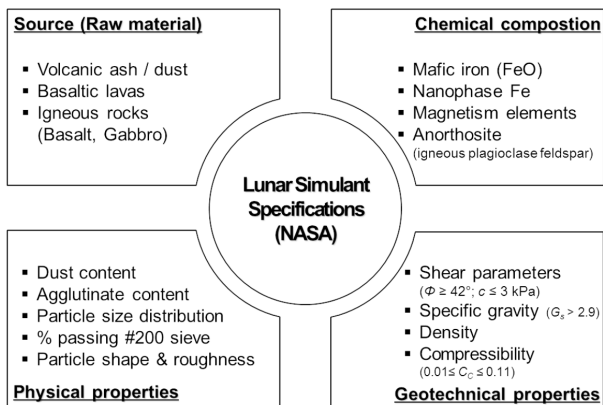 Source (Raw material)
▪ Volcanic ash / dust
▪ Basaltic lavas
▪ Igneous rocks
(Basalt, Gabbro)
Chemical compostion
▪ Mafic iron (FeO)
▪ Nanophase Fe
▪ Magnetism elements
▪ Anorthosite
(igneous plagioclase feldspar)
Lunar Simulant
Specifications
(NASA)
▪ Dust content
▪ Agglutinate content
▪ Particle size distribution
▪ % passing #200 sieve
▪ Particle shape & roughness
Physical properties
▪ Shear parameters
(Φ ≥ 42°; c ≤ 3 kPa)
▪ Specific gravity (Gs > 2.9)
▪ Density
▪ Compressibility
(0.01≤ CC ≤ 0.11)
Geotechnical properties